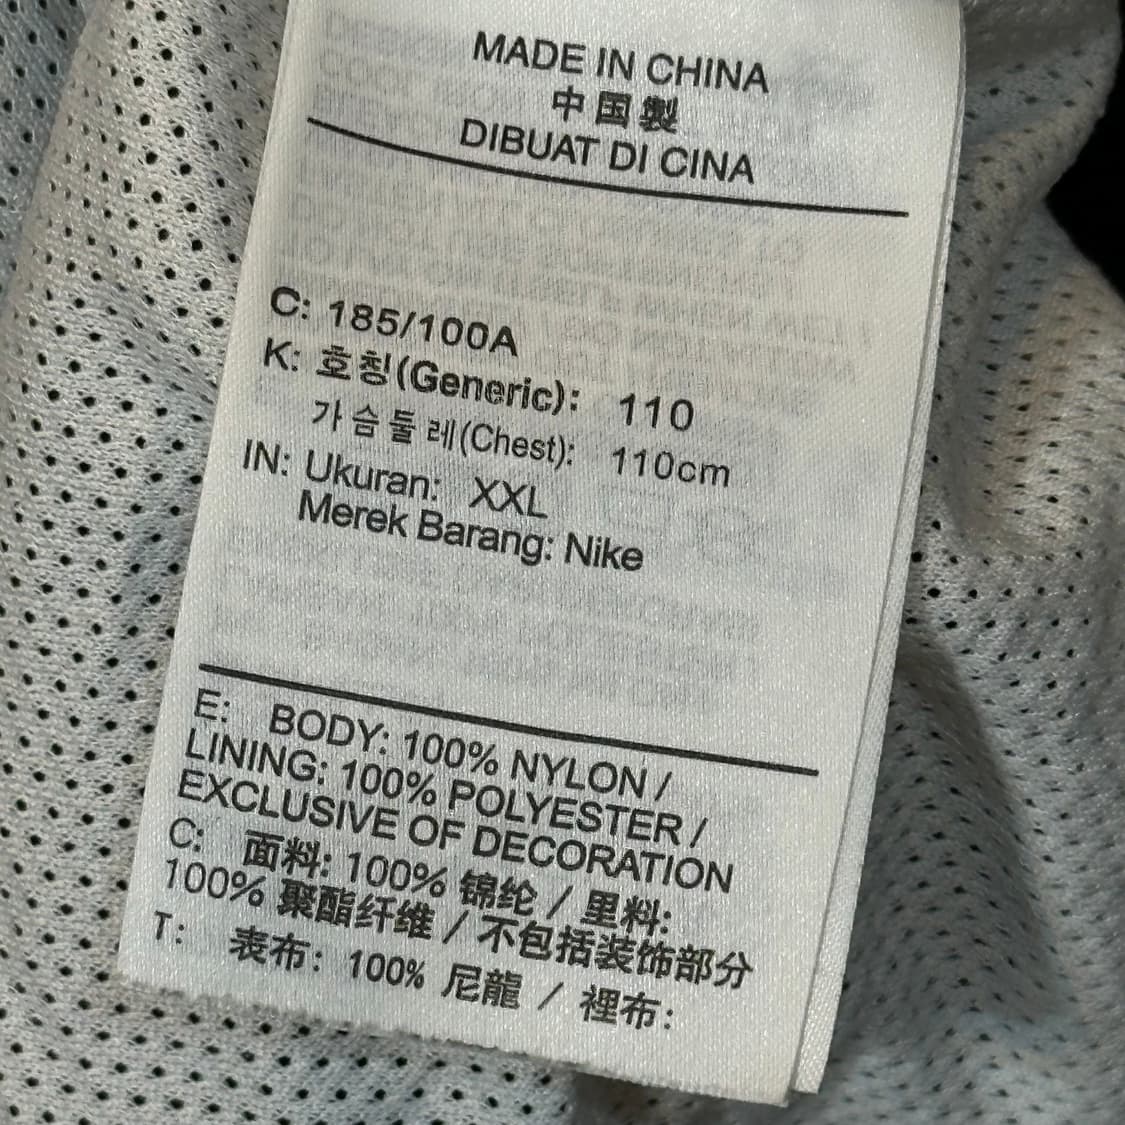 MADE IN CHINA
中国製
DIBUAT DI CINA
C: 185/100A
K: 호칭(Generic): 110
가슴둘레(Chest): 110cm
IN: Ukuran: XXL
Merek Barang: Nike
E: BODY: 100% NYLON /
LINING: 100% POLYESTER /
EXCLUSIVE OF DECORATION
C: 面料: 100% 锦纶 / 里料:
100% 聚酯纤维 / 不包括装饰部分
T: 表布: 100% 尼龍 / 裡布: